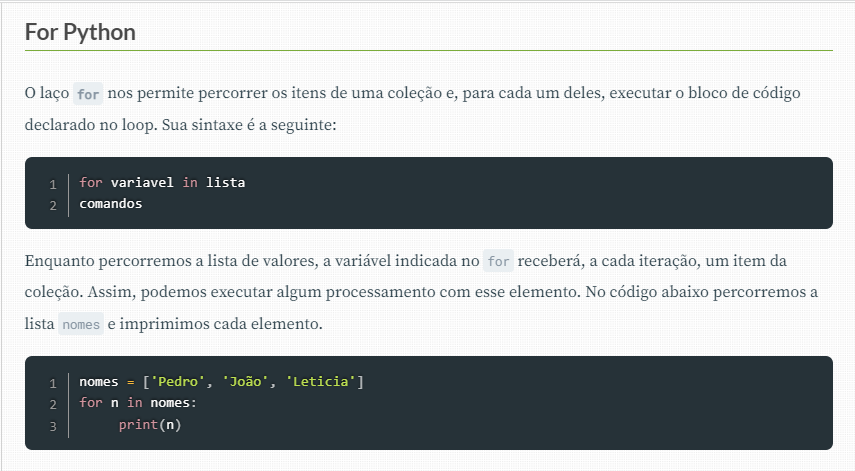 For Python
O laço for nos permite percorrer os itens de uma coleção e, para cada um deles, executar o bloco de código
declarado no loop. Sua sintaxe é a seguinte:
1 for variavel in lista
2 comandos
Enquanto percorremos a lista de valores, a variável indicada no for receberá, a cada iteração, um item da
coleção. Assim, podemos executar algum processamento com esse elemento. No código abaixo percorremos a
lista nomes e imprimimos cada elemento.
1 nomes = ['Pedro', 'João', 'Leticia']
2 for n in nomes:
3     print(n)